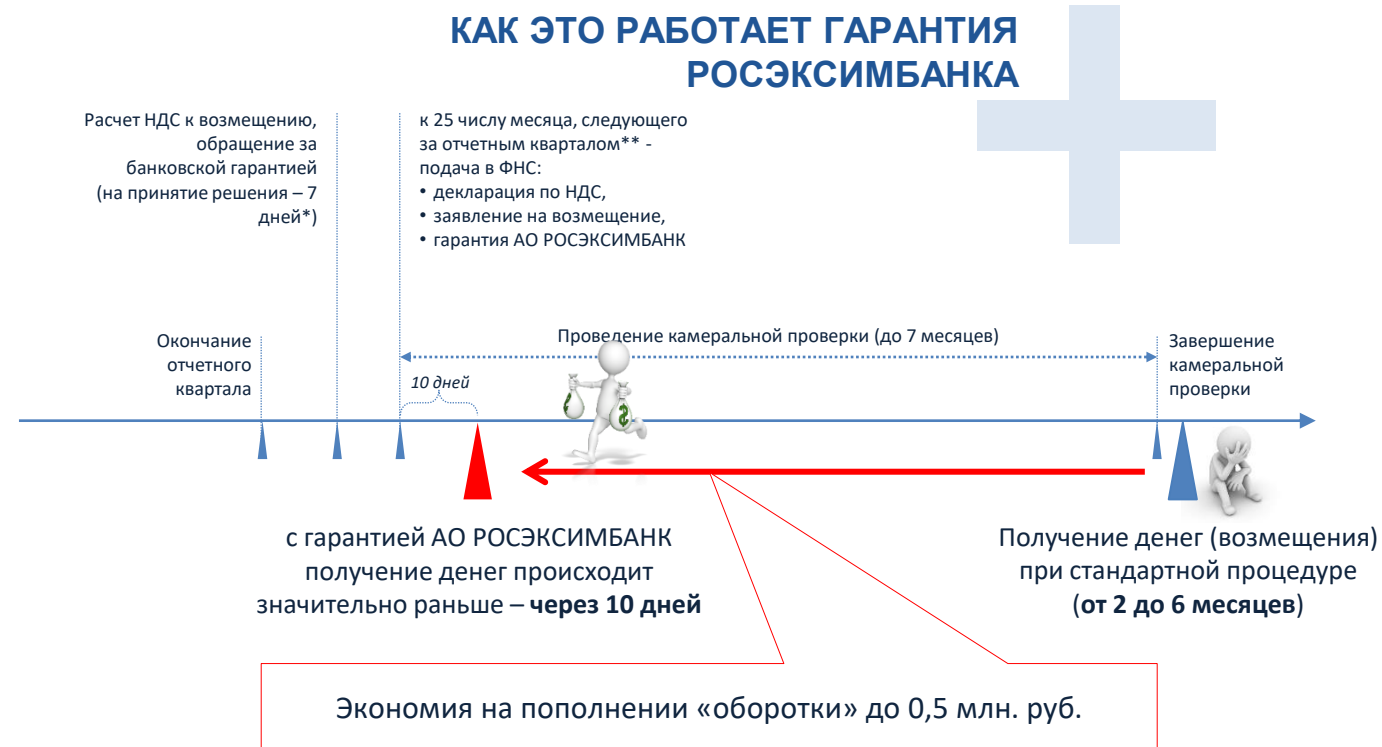 КАК ЭТО РАБОТАЕТ ГАРАНТИЯ
РОСЭКСИМБАНКА
Расчет НДС к возмещению,
обращение за
банковской гарантией
(на принятие решения – 7
дней*)
к 25 числу месяца, следующего
за отчетным кварталом** -
подача в ФНС:
• декларация по НДС,
• заявление на возмещение,
• гарантия АО РОСЭКСИМБАНК
Окончание
отчетного
квартала
10 дней
Проведение камеральной проверки (до 7 месяцев)
Завершение
камеральной
проверки
с гарантией АО РОСЭКСИМБАНК
получение денег происходит
значительно раньше – через 10 дней
Получение денег (возмещения)
при стандартной процедуре
(от 2 до 6 месяцев)
Экономия на пополнении «оборотки» до 0,5 млн. руб.